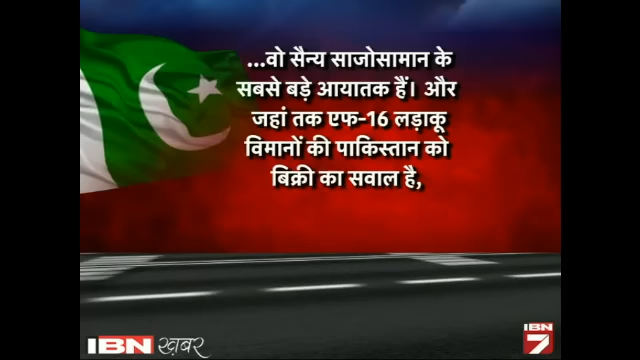 ...वो सैन्य साजोसामान के
सबसे बड़े आयातक हैं। और
जहां तक एफ-16 लड़ाकू
विमानों की पाकिस्तान को
बिक्री का सवाल है,
IBN ख़बर
IBN
7